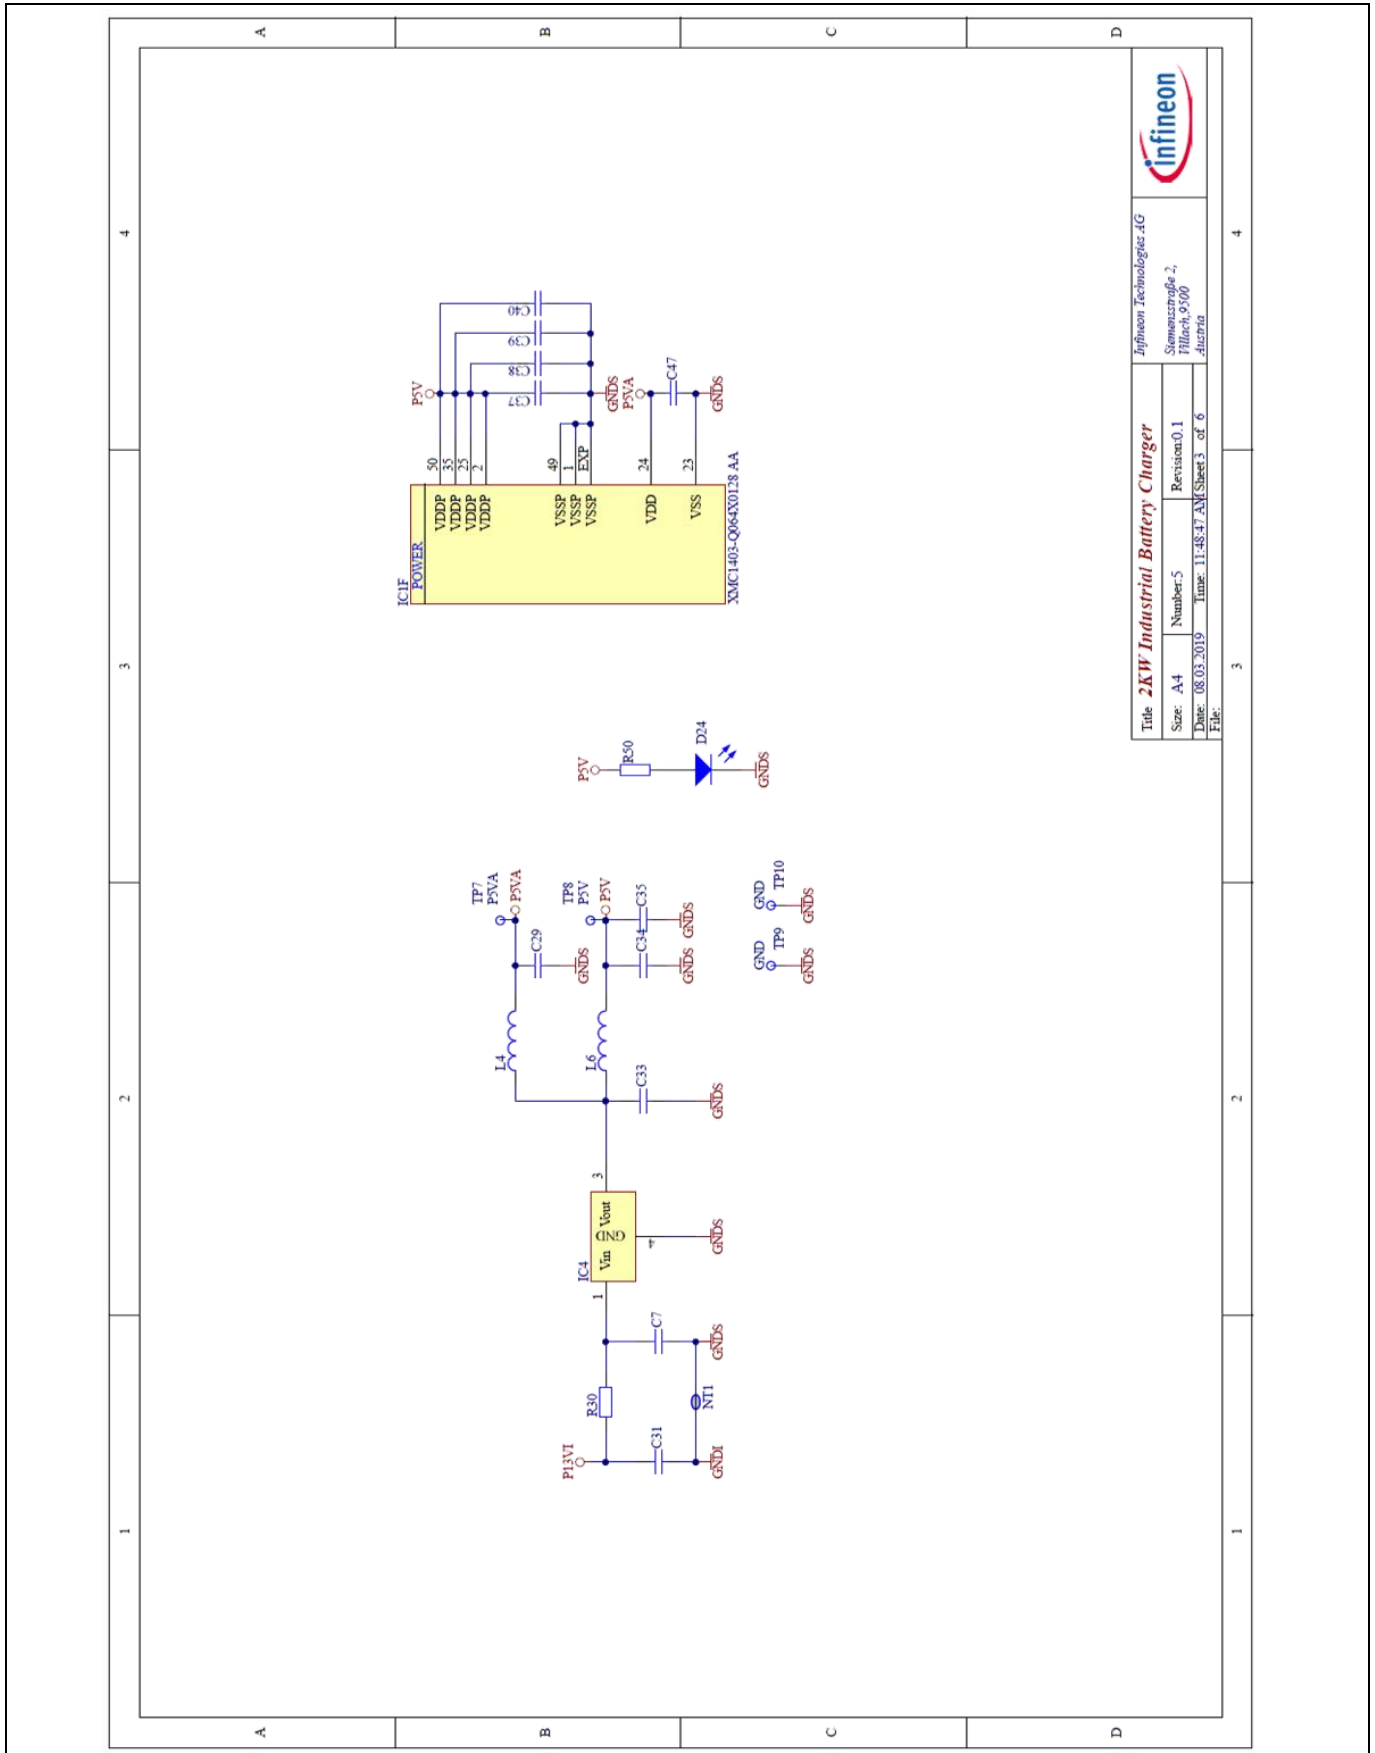 1
2
3
4
A
A
B
B
C
C
D
D
P13VI
R30
C31
C7
NT1
GNDI
GNDS
IC4
1
Vin
GND
Vout
3
4
GNDS
L4
TP7
P5VA
P5VA
C29
GNDS
L6
TP8
P5V
P5V
C33
GNDS
C34
GNDS
C35
GNDS
GND
TP9
GNDS
GND
TP10
GNDS
P5V
R50
D24
GNDS
IC1F
POWER
VDDP 50
VDDP 35
VDDP 25
VDDP 2
VSSP 49
VSSP 1
VSSP EXP
VDD 24
VSS 23
XMC1403-Q064X0128 AA
P5V
C37
C38
C39
C40
GNDS
P5VA
C47
GNDS
Title 2KW Industrial Battery Charger
Size: A4 Number:5 Revision:0.1
Date: 08.03.2019 Time: 11:48:47 AM Sheet3 of 6
File:
Infineon Technologies AG
Siemensstraße 2,
Villach,9500
Austria
infineon
1
2
3
4